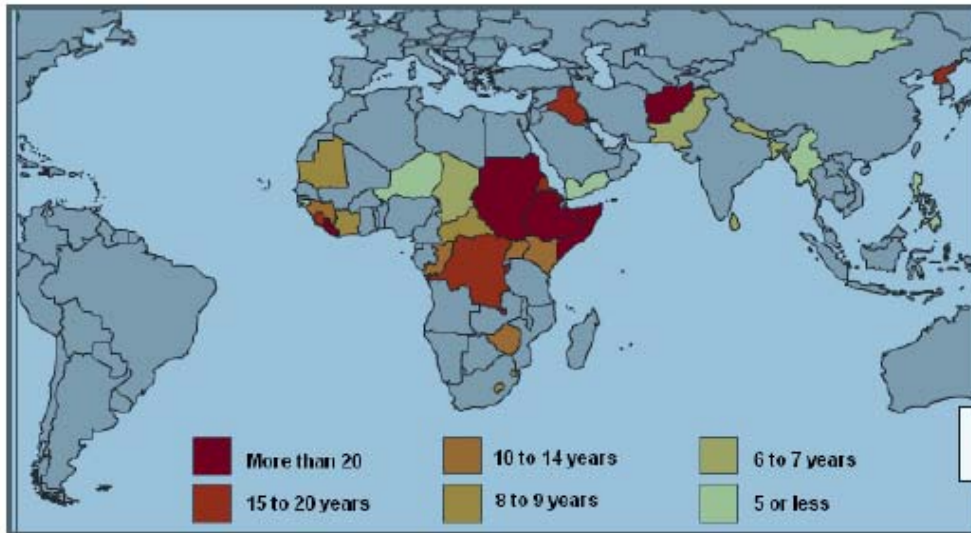 More than 20
15 to 20 years
10 to 14 years
8 to 9 years
6 to 7 years
5 or less